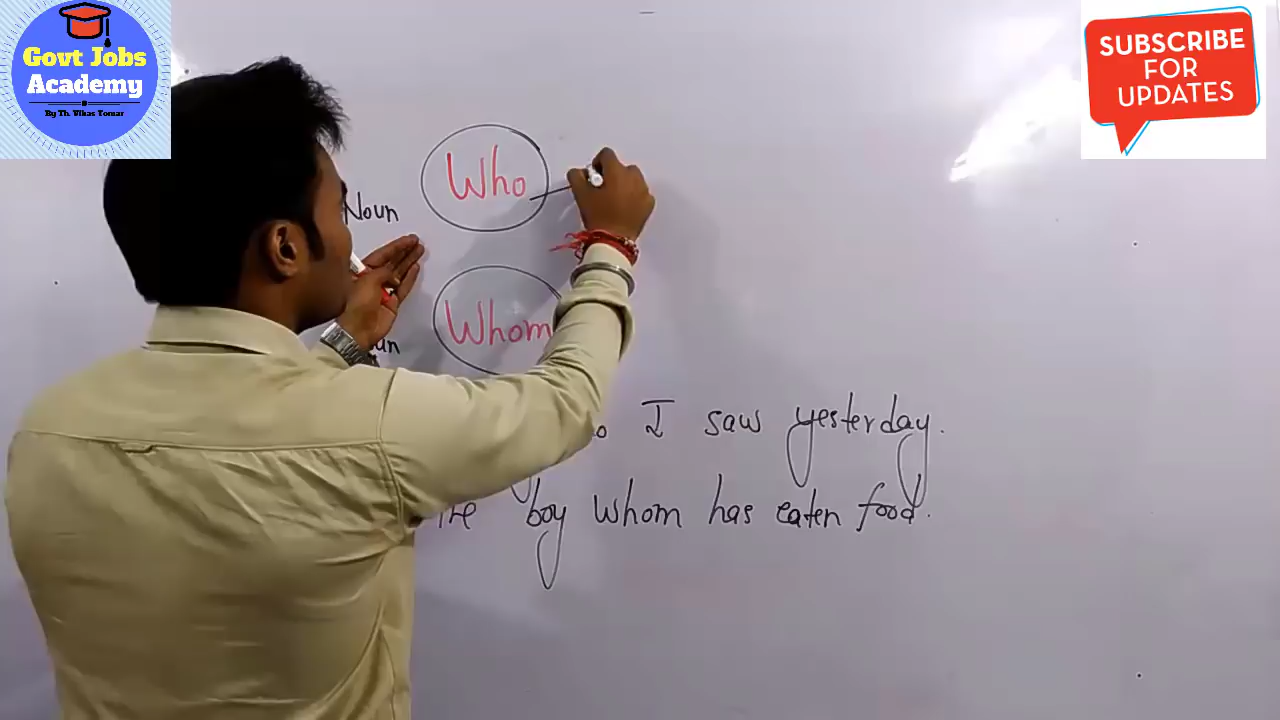 Govt Jobs
Academy
By Th. Vikas Tomar
SUBSCRIBE
FOR
UPDATES
Who
Noun
Whom
I saw yesterday.
boy whom has eaten food.